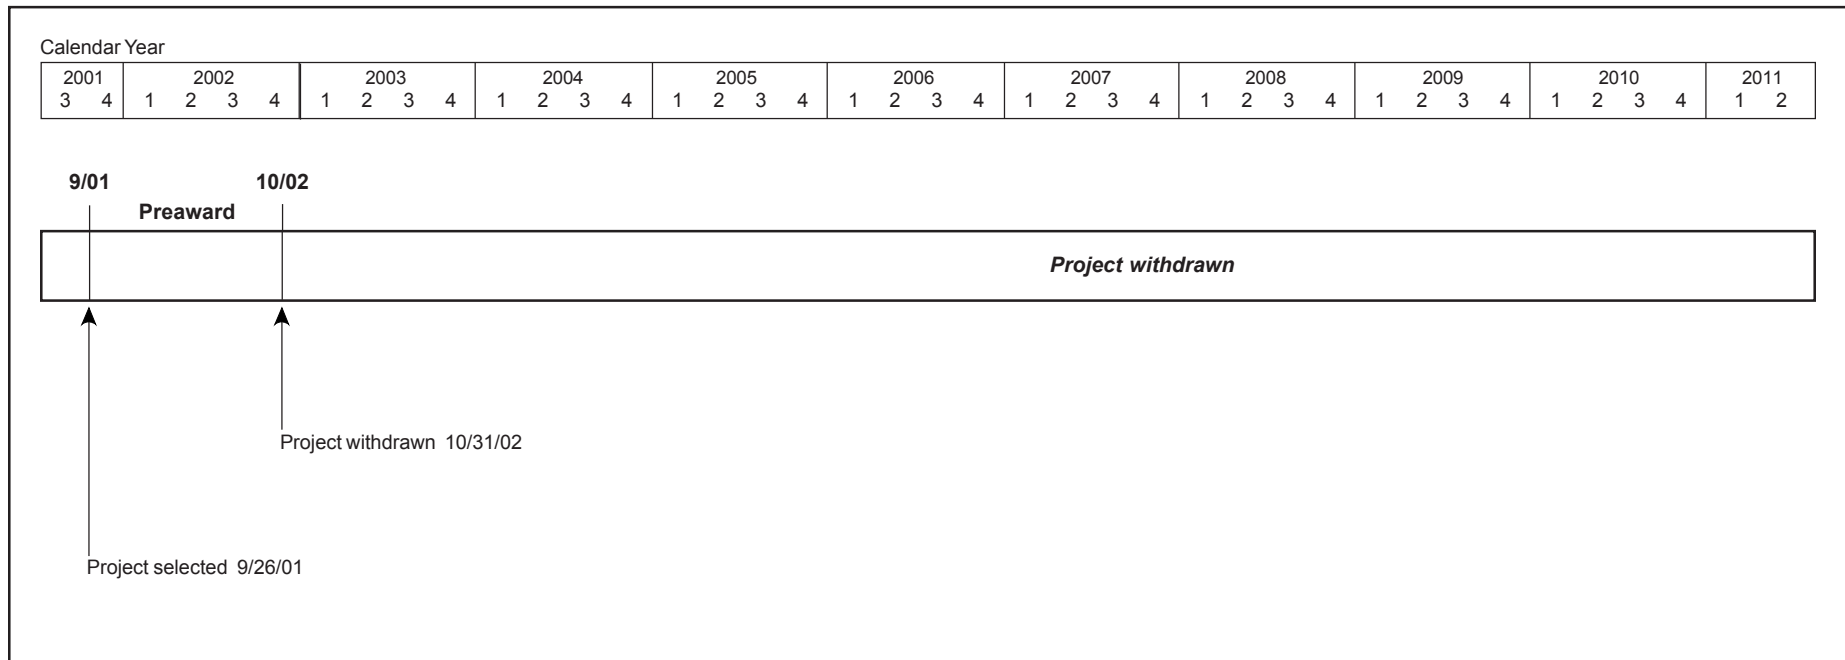 Calendar Year
2001 2002 2003 2004 2005 2006 2007 2008 2009 2010 2011
3 4 1 2 3 4 1 2 3 4 1 2 3 4 1 2 3 4 1 2 3 4 1 2 3 4 1 2 3 4 1 2 3 4 1 2 3 4 1 2
9/01 10/02
Preaward
Project withdrawn
Project withdrawn 10/31/02
Project selected 9/26/01